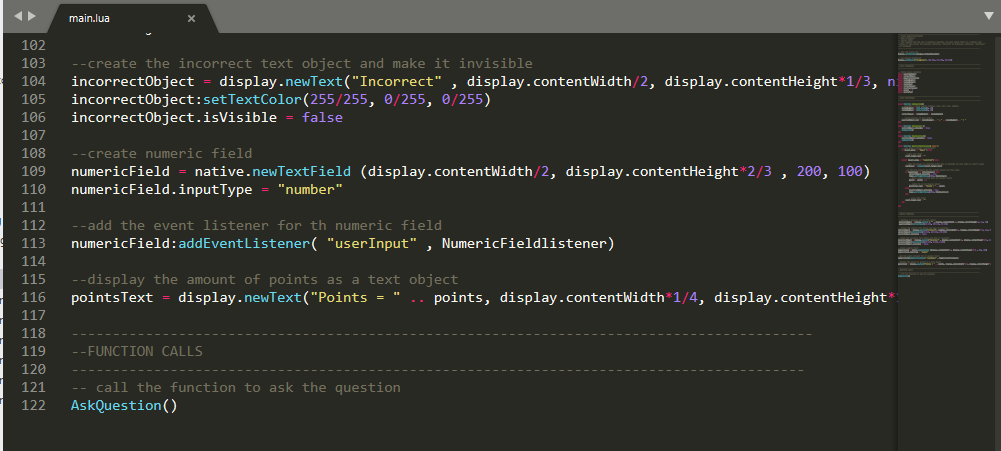 main.lua
102
103 --create the incorrect text object and make it invisible
104 incorrectObject = display.newText("Incorrect" , display.contentWidth/2, display.contentHeight*1/3,
105 incorrectObject:setTextColor(255/255, 0/255, 0/255)
106 incorrectObject.isVisible = false
107
108 --create numeric field
109 numericField = native.newTextField (display.contentWidth/2, display.contentHeight*2/3 , 200, 100)
110 numericField.inputType = "number"
111
112 --add the event listener for th numeric field
113 numericField:addEventListener( "userInput" , NumericFieldlistener)
114
115 --display the amount of points as a text object
116 pointsText = display.newText("Points = " .. points, display.contentWidth*1/4, display.contentHeight*
117
118 ------------------------------------------------------------------------------------------
119 --FUNCTION CALLS
120 -----------------------------------------------------------------------------------------
121 -- call the function to ask the question
122 AskQuestion()